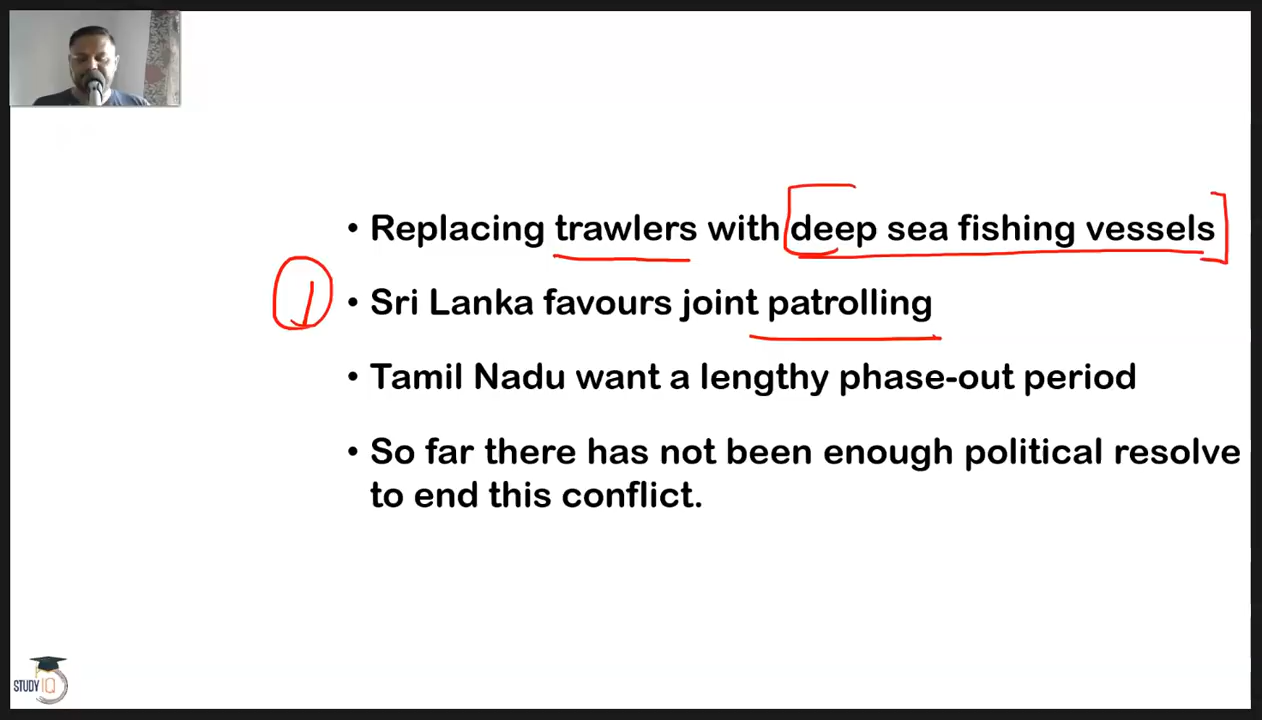 • Replacing trawlers with deep sea fishing vessels
• Sri Lanka favours joint patrolling
• Tamil Nadu want a lengthy phase-out period
• So far there has not been enough political resolve
to end this conflict.
STUDY IQ